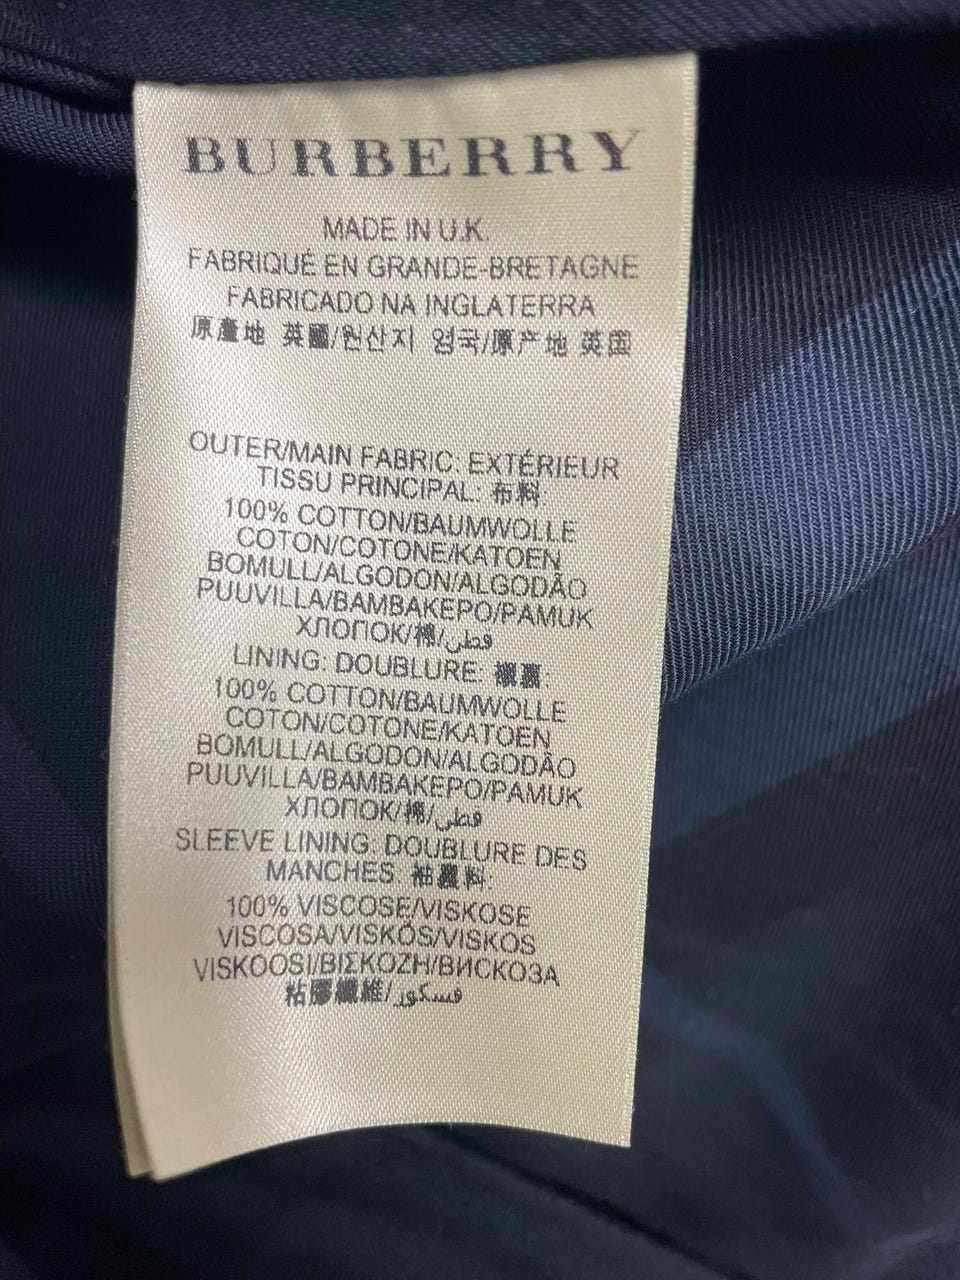 BURBERRY
MADE IN U.K.
FABRIQUÉ EN GRANDE-BRETAGNE
FABRICADO NA INGLATERRA
原產地 英國/원산지 영국/原产地 英国
OUTER/MAIN FABRIC: EXTÉRIEUR
TISSU PRINCIPAL: 布料:
100% COTTON/BAUMWOLLE
COTON/COTONE/KATOEN
BOMULL/ALGODON/ALGODÃO
PUUVILLA/BAMBAKEPO/PAMUK
ХЛОПОК/棉/قطن
LINING: DOUBLURE: 襯裏:
100% COTTON/BAUMWOLLE
COTON/COTONE/KATOEN
BOMULL/ALGODON/ALGODÃO
PUUVILLA/BAMBAKEPO/PAMUK
ХЛОПОК/棉/قطن
SLEEVE LINING: DOUBLURE DES
MANCHES: 袖裏料:
100% VISCOSE/VISKOSE
VISCOSA/VISKÓS/VISKOS
VISKOOSI/ΒΙΣΚΟΖΗ/ВИСКОЗА
粘膠纖維/فسكوز